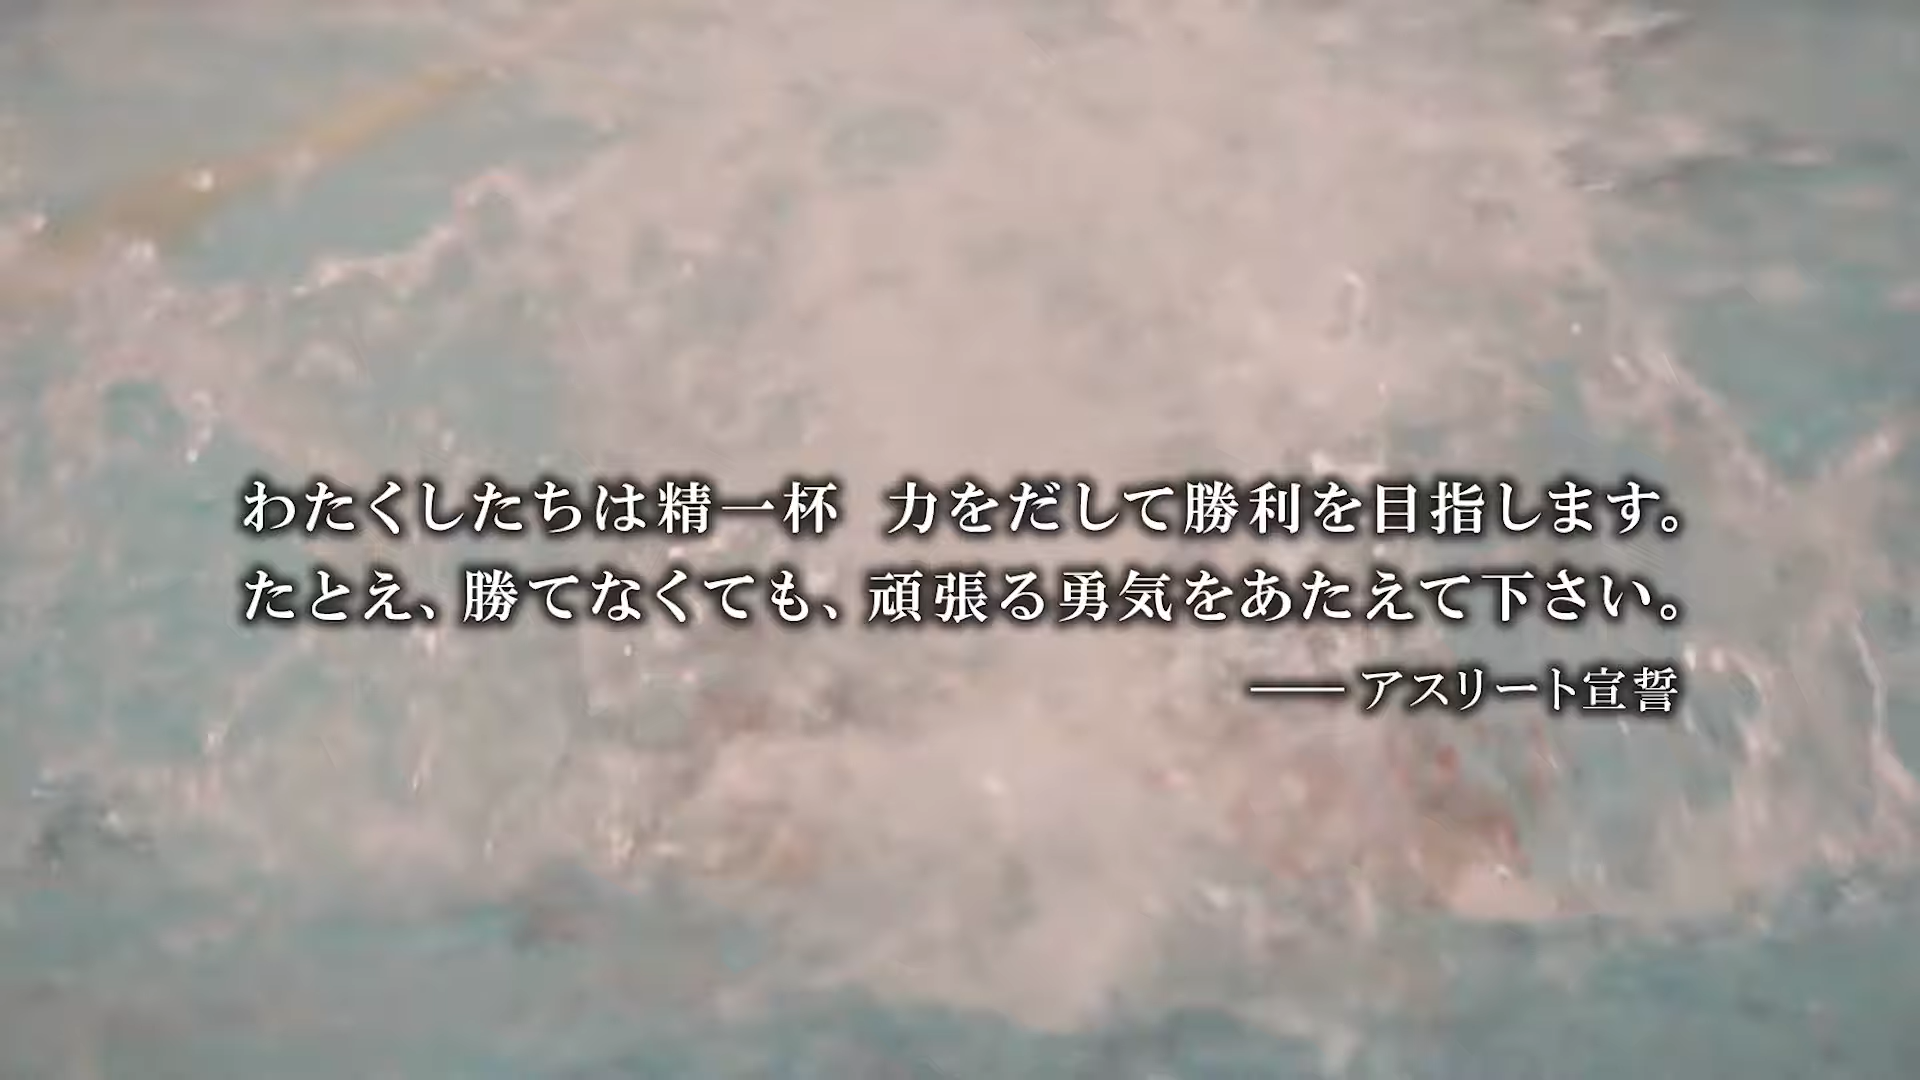 わたくしたちは精一杯　力をだして勝利を目指します。
たとえ、勝てなくても、頑張る勇気をあたえて下さい。
――アスリート宣誓